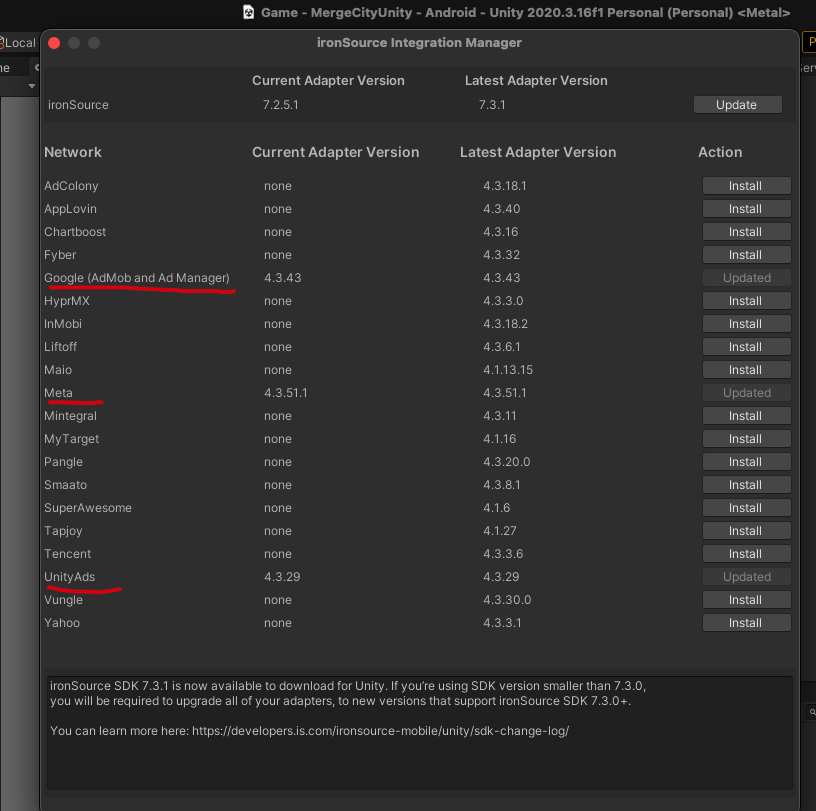 Game - MergeCityUnity - Android - Unity 2020.3.16f1 Personal (Personal) <Metal>
Local
ironSource Integration Manager
Current Adapter Version Latest Adapter Version
ironSource 7.2.5.1 7.3.1 Update
Network Current Adapter Version Latest Adapter Version Action
AdColony none 4.3.18.1 Install
AppLovin none 4.3.40 Install
Chartboost none 4.3.16 Install
Fyber none 4.3.32 Install
Google (AdMob and Ad Manager) 4.3.43 4.3.43 Updated
HyprMX none 4.3.3.0 Install
InMobi none 4.3.18.2 Install
Liftoff none 4.3.6.1 Install
Maio none 4.1.13.15 Install
Meta 4.3.51.1 4.3.51.1 Updated
Mintegral none 4.3.11 Install
MyTarget none 4.1.16 Install
Pangle none 4.3.20.0 Install
Smaato none 4.3.8.1 Install
SuperAwesome none 4.1.6 Install
Tapjoy none 4.1.27 Install
Tencent none 4.3.3.6 Install
UnityAds 4.3.29 4.3.29 Updated
Vungle none 4.3.30.0 Install
Yahoo none 4.3.3.1 Install
ironSource SDK 7.3.1 is now available to download for Unity. If you're using SDK version smaller than 7.3.0,
you will be required to upgrade all of your adapters, to new versions that support ironSource SDK 7.3.0+.
You can learn more here: https://developers.is.com/ironsource-mobile/unity/sdk-change-log/